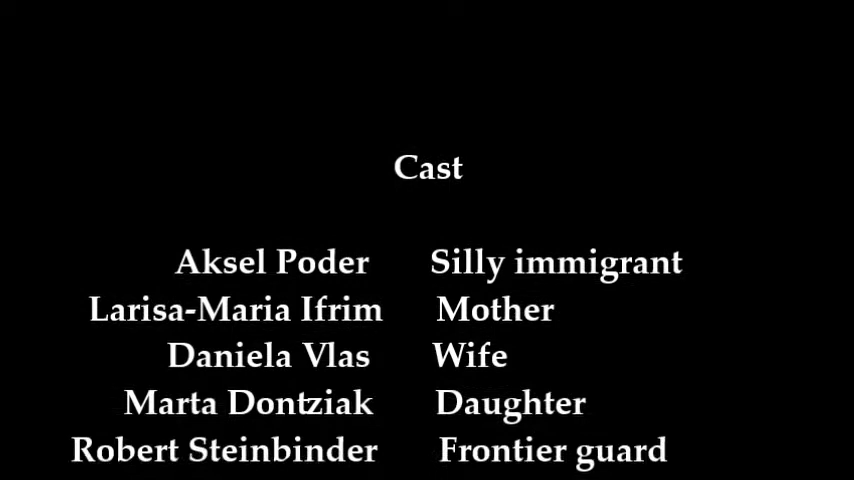 Cast
Aksel Poder Silly immigrant
Larisa-Maria Ifrim Mother
Daniela Vlas Wife
Marta Dontziak Daughter
Robert Steinbinder Frontier guard